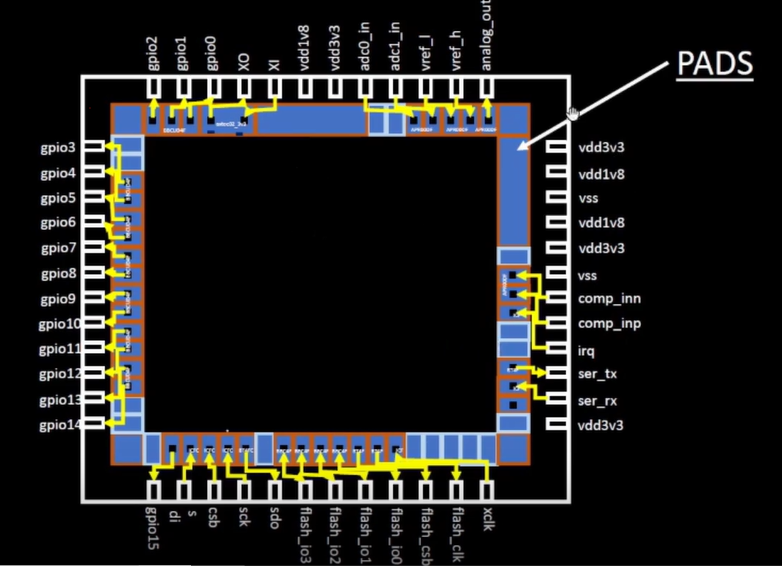 gpio2
gpio1
gpio0
XO
XI
vdd1v8
vdd3v3
adc0_in
adc1_in
vref_l
vref_h
analog_out
PADS
gpio3
gpio4
gpio5
gpio6
gpio7
gpio8
gpio9
gpio10
gpio11
gpio12
gpio13
gpio14
vdd3v3
vdd1v8
vss
vdd1v8
vdd3v3
vss
comp_inn
comp_inp
irq
ser_tx
ser_rx
vdd3v3
gpio15
di
s
csb
sck
sdo
flash_io3
flash_io2
flash_io1
flash_io0
flash_csb
flash_clk
xclk